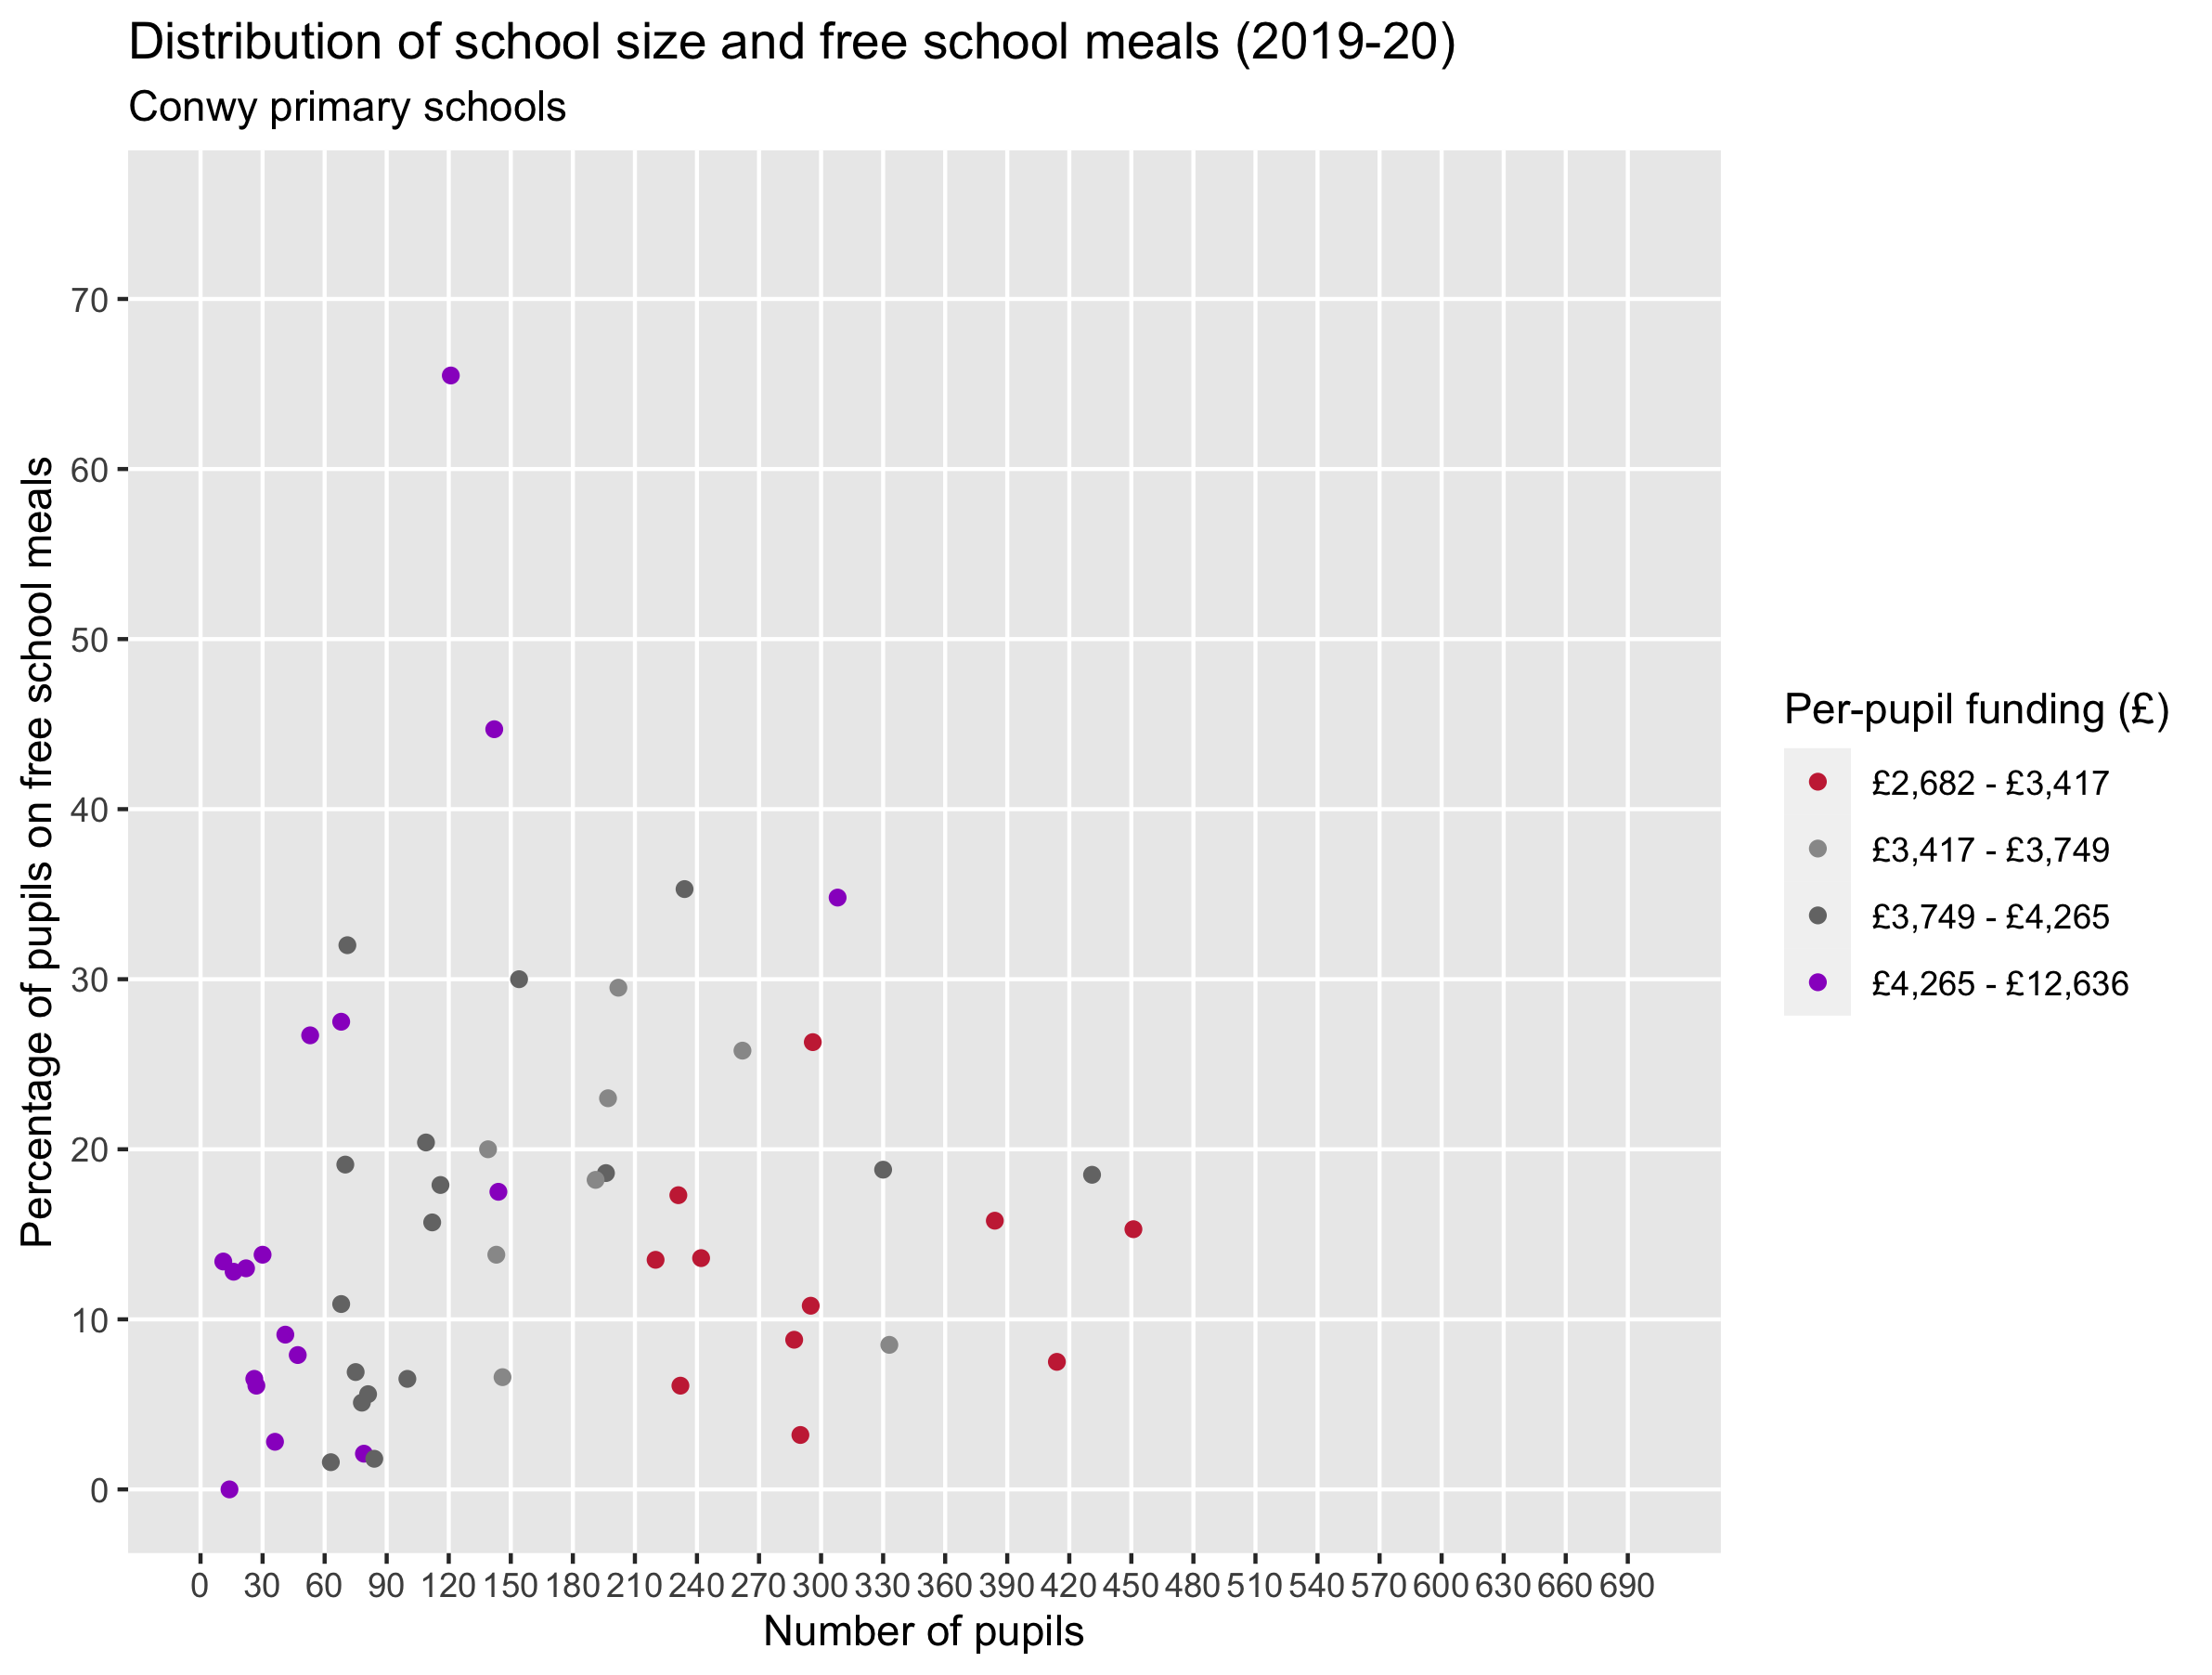 Distribution of school size and free school meals (2019-20)
Conwy primary schools
Percentage of pupils on free school meals
70
60
50
40
30
20
10
0
0 30 60 90 120 150 180 210 240 270 300 330 360 390 420 450 480 510 540 570 600 630 660 690
Number of pupils
Per-pupil funding (£)
£2,682 - £3,417
£3,417 - £3,749
£3,749 - £4,265
£4,265 - £12,636